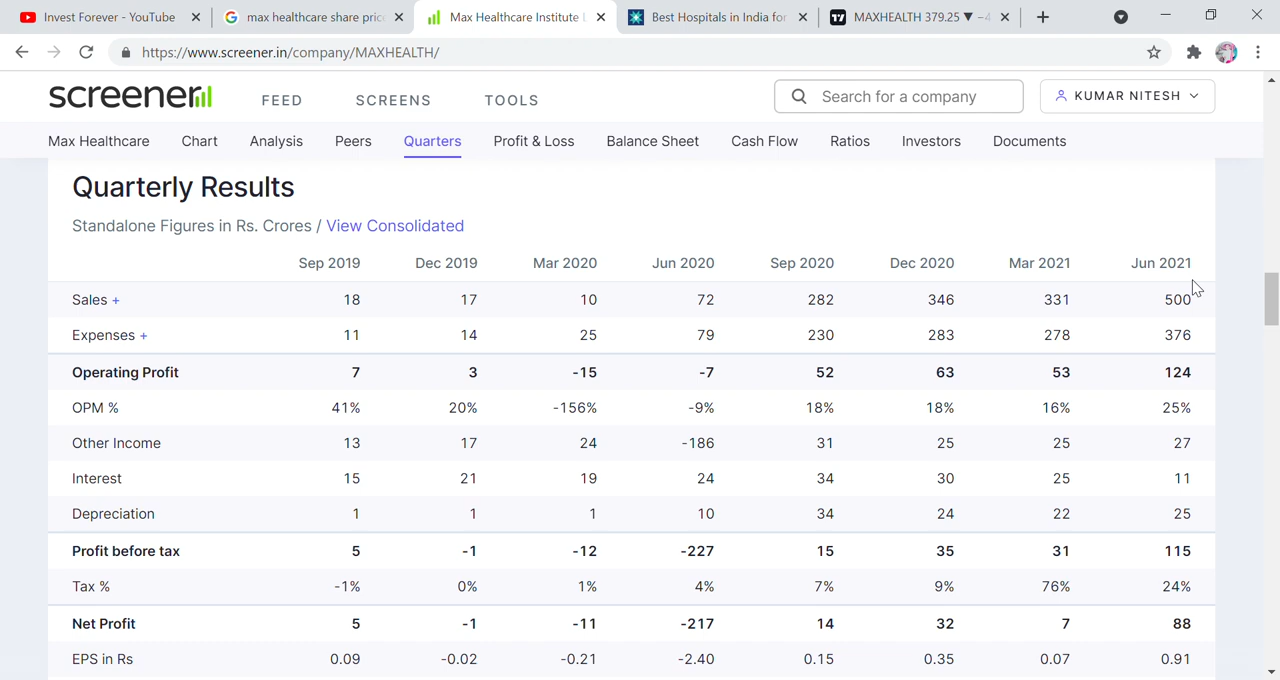 Invest Forever - YouTube
max healthcare share pric
Max Healthcare Institute
Best Hospitals in India for
MAXHEALTH 379.25 ▼ −4
https://www.screener.in/company/MAXHEALTH/
screener
FEED SCREENS TOOLS
Search for a company
KUMAR NITESH
Max Healthcare Chart Analysis Peers Quarters Profit & Loss Balance Sheet Cash Flow Ratios Investors Documents
Quarterly Results
Standalone Figures in Rs. Crores / View Consolidated
Sep 2019 Dec 2019 Mar 2020 Jun 2020 Sep 2020 Dec 2020 Mar 2021 Jun 2021
Sales + 18 17 10 72 282 346 331 500
Expenses + 11 14 25 79 230 283 278 376
Operating Profit 7 3 -15 -7 52 63 53 124
OPM % 41% 20% -156% -9% 18% 18% 16% 25%
Other Income 13 17 24 -186 31 25 25 27
Interest 15 21 19 24 34 30 25 11
Depreciation 1 1 1 10 34 24 22 25
Profit before tax 5 -1 -12 -227 15 35 31 115
Tax % -1% 0% 1% 4% 7% 9% 76% 24%
Net Profit 5 -1 -11 -217 14 32 7 88
EPS in Rs 0.09 -0.02 -0.21 -2.40 0.15 0.35 0.07 0.91